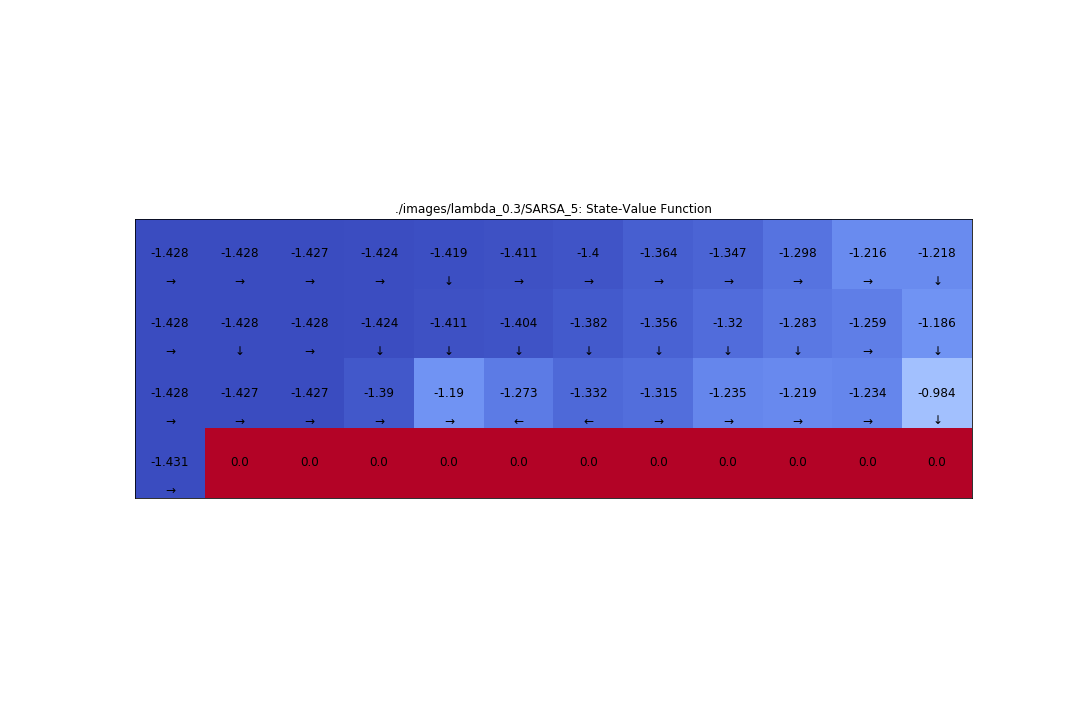 ./images/lambda_0.3/SARSA_5: State-Value Function
-1.428 -1.428 -1.427 -1.424 -1.419 -1.411 -1.4 -1.364 -1.347 -1.298 -1.216 -1.218
→ → → → ↓ → → → → → → ↓
-1.428 -1.428 -1.428 -1.424 -1.411 -1.404 -1.382 -1.356 -1.32 -1.283 -1.259 -1.186
→ ↓ → ↓ ↓ ↓ ↓ ↓ ↓ ↓ → ↓
-1.428 -1.427 -1.427 -1.39 -1.19 -1.273 -1.332 -1.315 -1.235 -1.219 -1.234 -0.984
→ → → → → ← ← → → → → ↓
-1.431 0.0 0.0 0.0 0.0 0.0 0.0 0.0 0.0 0.0 0.0 0.0
→